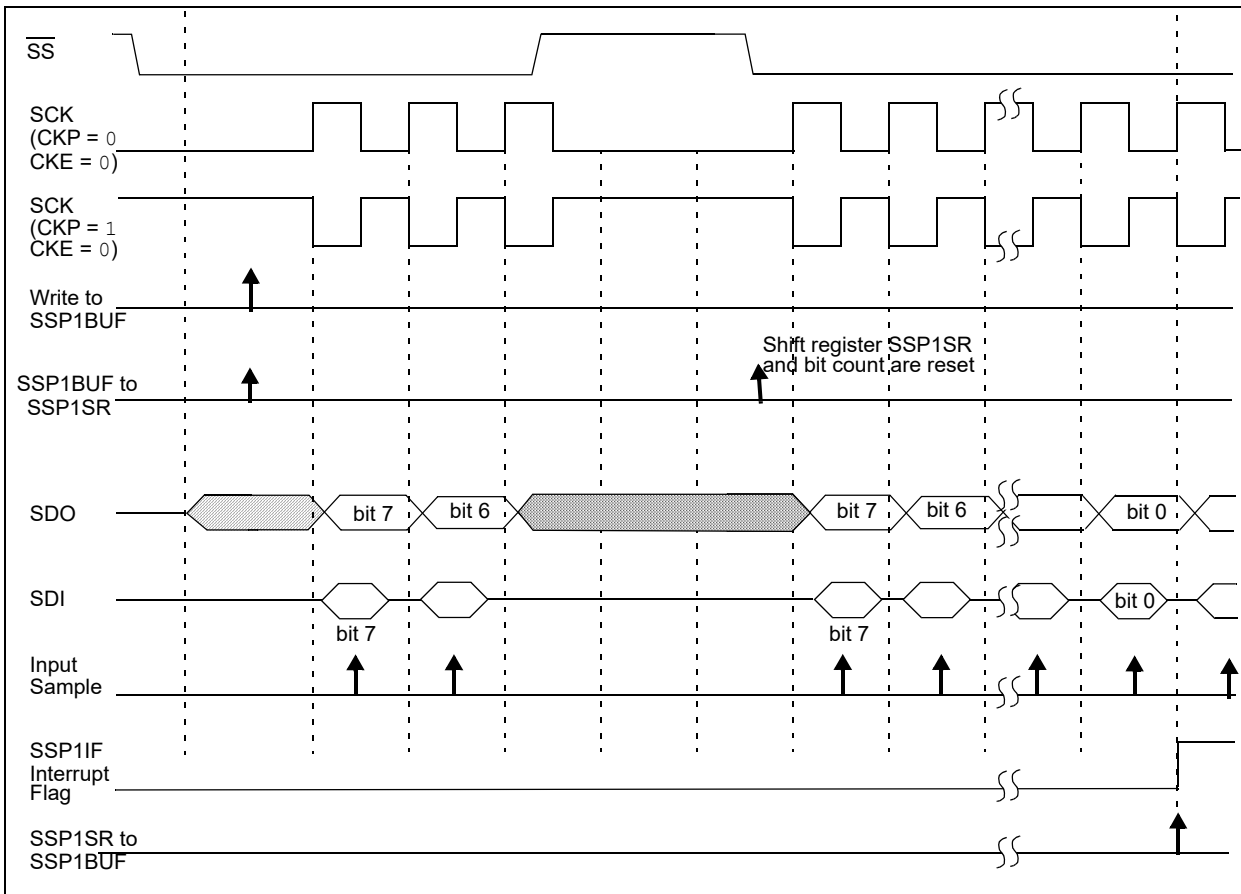 SS
SCK
(CKP = 0
CKE = 0)
SCK
(CKP = 1
CKE = 0)
Write to
SSP1BUF
Shift register SSP1SR
and bit count are reset
SSP1BUF to
SSP1SR
SDO
bit 7
bit 6
bit 7
bit 6
bit 0
SDI
bit 0
bit 7
bit 7
Input
Sample
SSP1IF
Interrupt
Flag
SSP1SR to
SSP1BUF